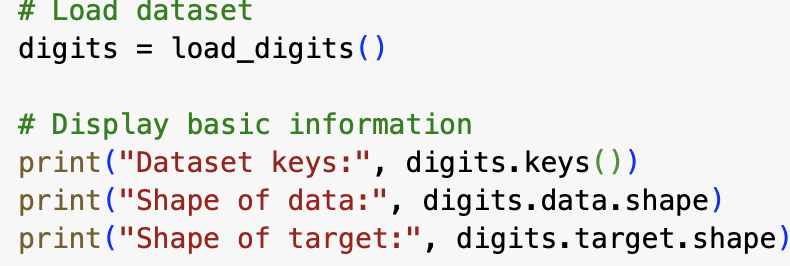 # Load dataset
digits = load_digits()
# Display basic information
print("Dataset keys:", digits.keys())
print("Shape of data:", digits.data.shape)
print("Shape of target:", digits.target.shape)